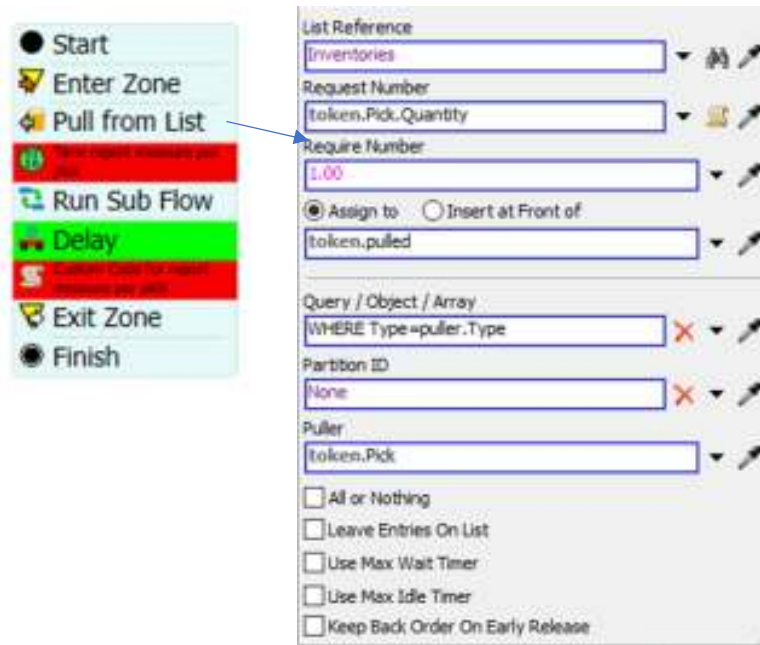 Start
Enter Zone
Pull from List
Run Sub Flow
Delay
Exit Zone
Finish
List Reference
Inventories
Request Number
token.Pick.Quantity
Require Number
1.00
Assign to Insert at Front of
token.pulled
Query / Object / Array
WHERE Type=puller.Type
Partition ID
None
Puller
token.Pick
All or Nothing
Leave Entries On List
Use Max Wait Timer
Use Max Idle Timer
Keep Back Order On Early Release